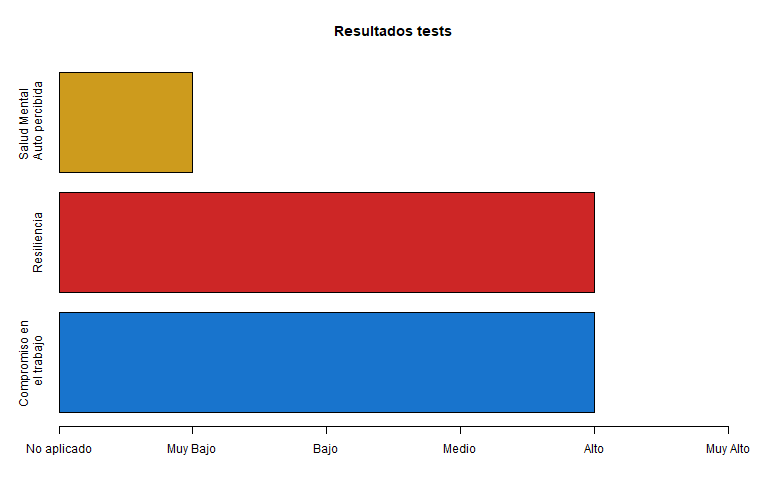 Resultados tests
Salud Mental
Auto percibida
Resiliencia
Compromiso en
el trabajo
No aplicado
Muy Bajo
Bajo
Medio
Alto
Muy Alto